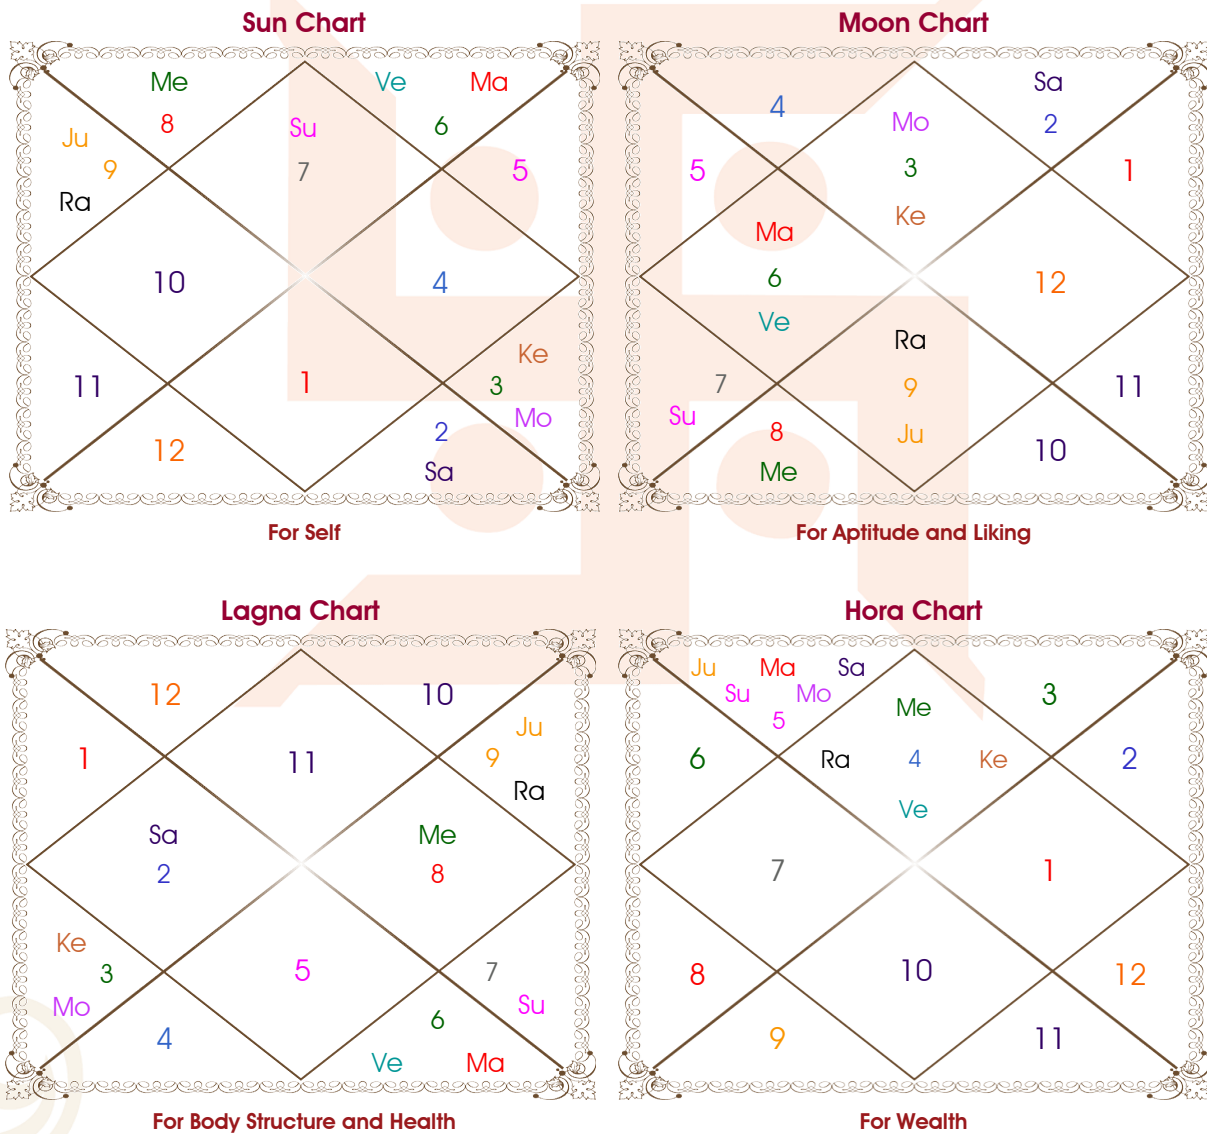 Sun Chart
Me
Ve
Ma
8
Su
6
Ju
9
7
5
Ra
10
4
Ke
11
1
3
2
Mo
12
Sa
For Self
Moon Chart
4
Sa
Mo
2
5
3
1
Ke
Ma
6
12
Ve
Ra
7
9
11
Su
8
Ju
10
Me
For Aptitude and Liking
Lagna Chart
12
10
Ju
1
11
9
Ra
Sa
Me
2
8
Ke
3
5
7
Mo
Su
4
6
Ve
Ma
For Body Structure and Health
Hora Chart
Ju Ma Sa
Su Mo
5
Me
3
6
Ra 4 Ke
2
Ve
7
1
8
10
12
9
11
For Wealth